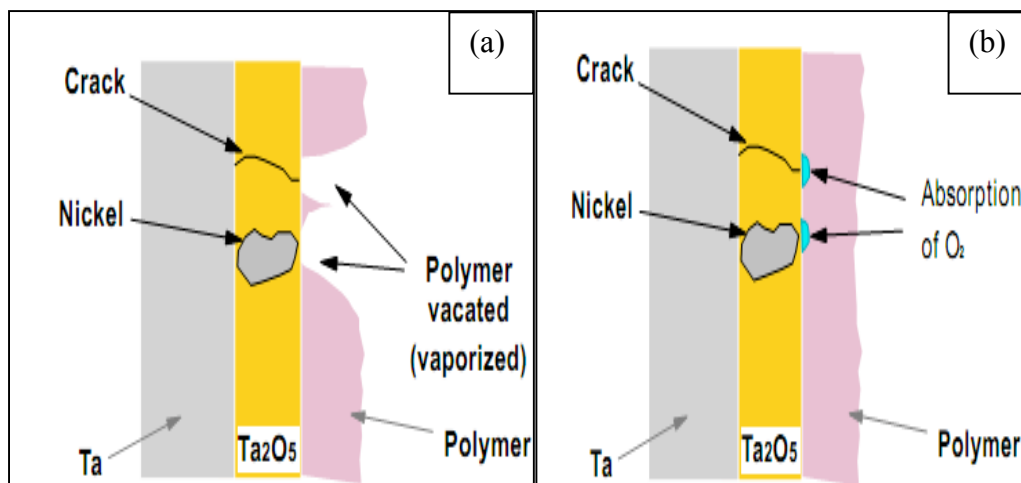 (a)
Crack
Nickel
Polymer
vacated
(vaporized)
Ta
Ta2O5
Polymer
(b)
Crack
Absorption
of O2
Nickel
Ta
Ta2O5
Polymer